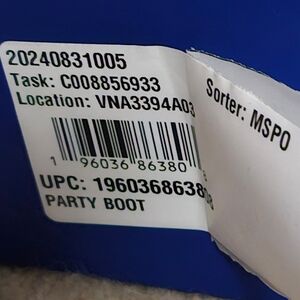 20240831005
Task: C008856933
Location: VNA3394A03
Sorter: MSPO
1 96036 86380
UPC: 19603686380
PARTY BOOT